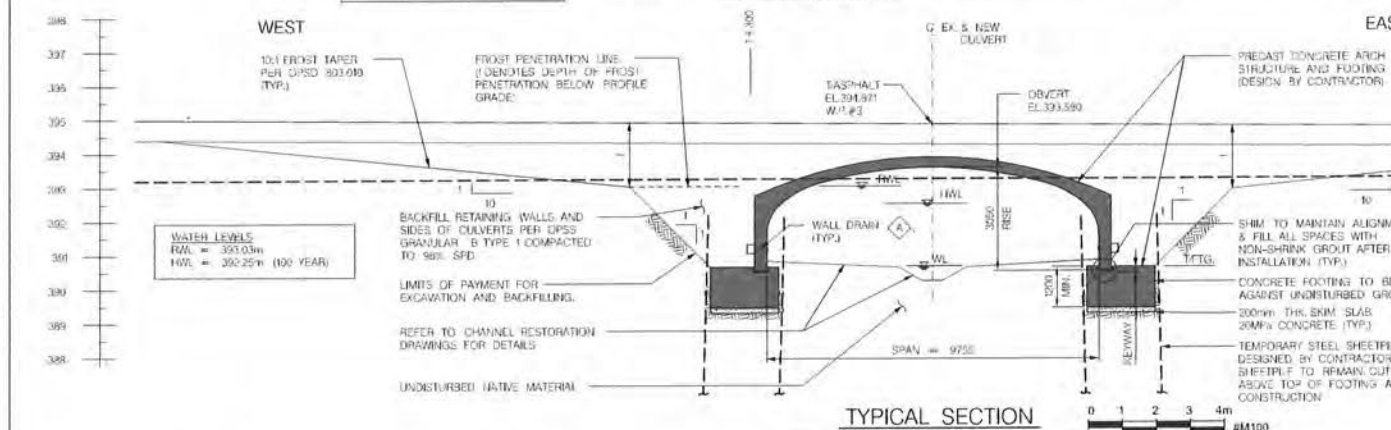 398
397
396
395
394
393
392
391
390
389
388
WEST
10:1 FROST TAPER
PER OPSD 803.010
(TYP.)
FROST PENETRATION LINE
(f DENOTES DEPTH OF FROST
PENETRATION BELOW PROFILE
GRADE)
EX. & NEW
CULVERT
T/ASPHALT
EL.394.871
W.P.#3
OBVERT
EL.393.590
EAS
PRECAST CONCRETE ARCH
STRUCTURE AND FOOTING
(DESIGN BY CONTRACTOR)
1
10
RWL
HWL
WL
1
10
WATER LEVELS
RWL = 393.03m
HWL = 392.25m (100 YEAR)
BACKFILL RETAINING WALLS AND
SIDES OF CULVERTS PER OPSS
GRANULAR B TYPE 1 COMPACTED
TO 98% SPD
1
1
WALL DRAIN
(TYP.)
A
3050
RISE
SHIM TO MAINTAIN ALIGNM
& FILL ALL SPACES WITH
NON-SHRINK GROUT AFTER
INSTALLATION (TYP.)
T/FTG.
LIMITS OF PAYMENT FOR
EXCAVATION AND BACKFILLING.
1200
MIN.
CONCRETE FOOTING TO BE
AGAINST UNDISTURBED GR
REFER TO CHANNEL RESTORATION
DRAWINGS FOR DETAILS
200mm THK. SKIM SLAB
20MPa CONCRETE (TYP.)
SPAN = 9755
KEYWAY
UNDISTURBED NATIVE MATERIAL
TEMPORARY STEEL SHEETPI
DESIGNED BY CONTRACTOR
SHEETPILE TO REMAIN. CUT
ABOVE TOP OF FOOTING A
CONSTRUCTION
TYPICAL SECTION
0 1 2 3 4m